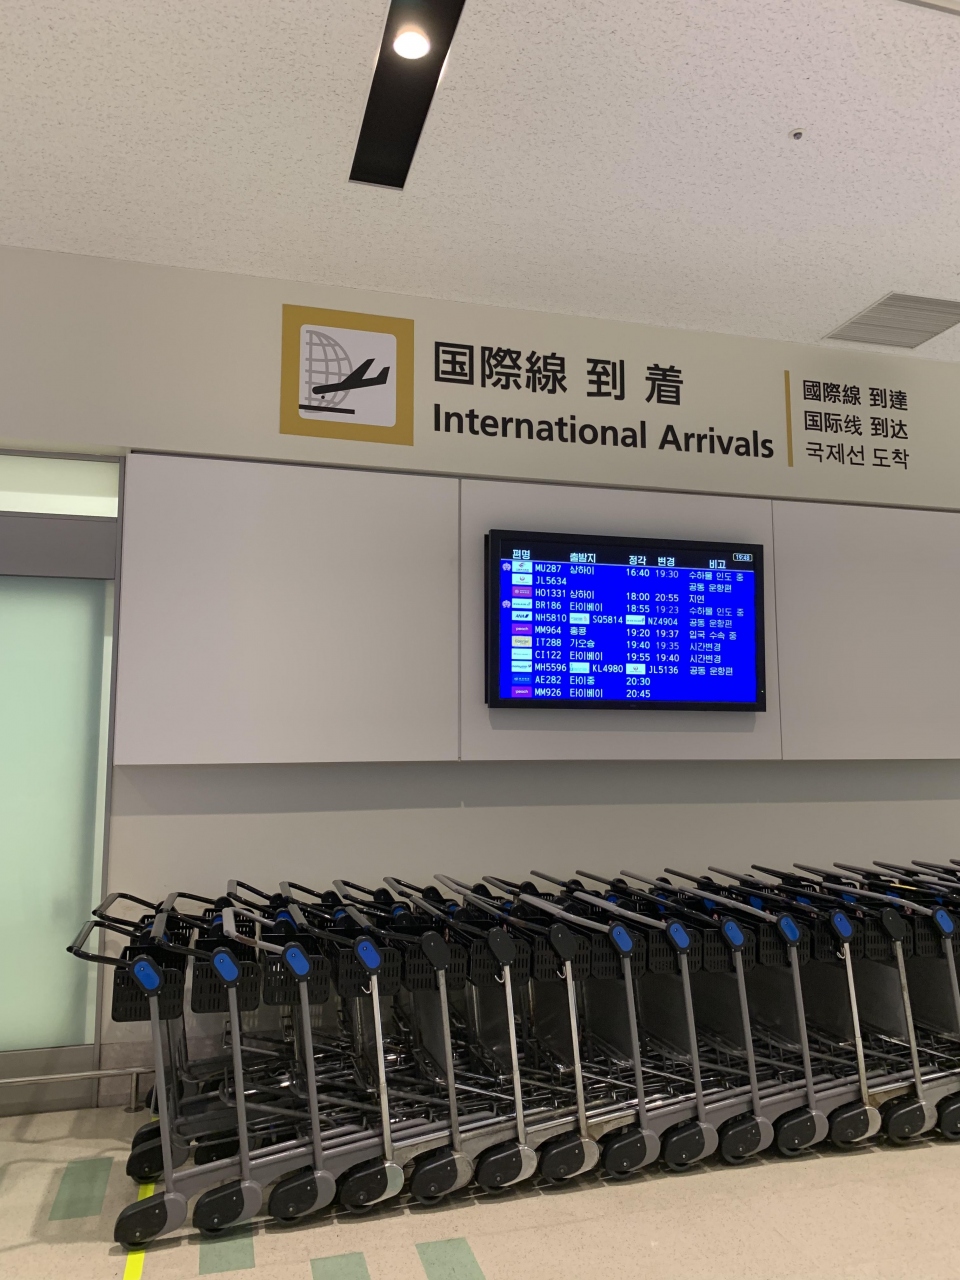 国際線 到 着
International Arrivals
國際線 到達
国际线 到达
국제선 도착
19:48
편명 출발지 정각 변경 비고
MU287 상하이 16:40 19:30 수하물 인도 중
JL5634 공동 운항편
HO1331 상하이 18:00 20:55 지연
BR186 타이베이 18:55 19:23 수하물 인도 중
ANA NH5810 SQ5814 NZ4904 공동 운항편
peach MM964 홍콩 19:20 19:37 입국 수속 중
IT288 가오슝 19:40 19:35 시간변경
CI122 타이베이 19:55 19:40 시간변경
MH5596 KL4980 JL5136 공동 운항편
AE282 타이중 20:30
peach MM926 타이베이 20:45